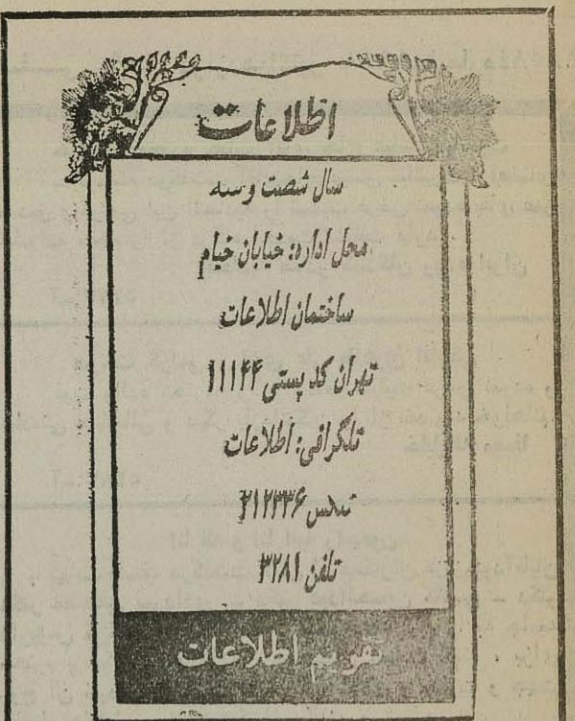 اطلاعات
سال شصت و سه
محل اداره: خیابان خیام
ساختمان اطلاعات
تهران کد پستی ۱۱۱۴۴
تلگرافی: اطلاعات
تلکس ۲۱۲۳۳۶
تلفن ۳۲۸۱
تقویم اطلاعات